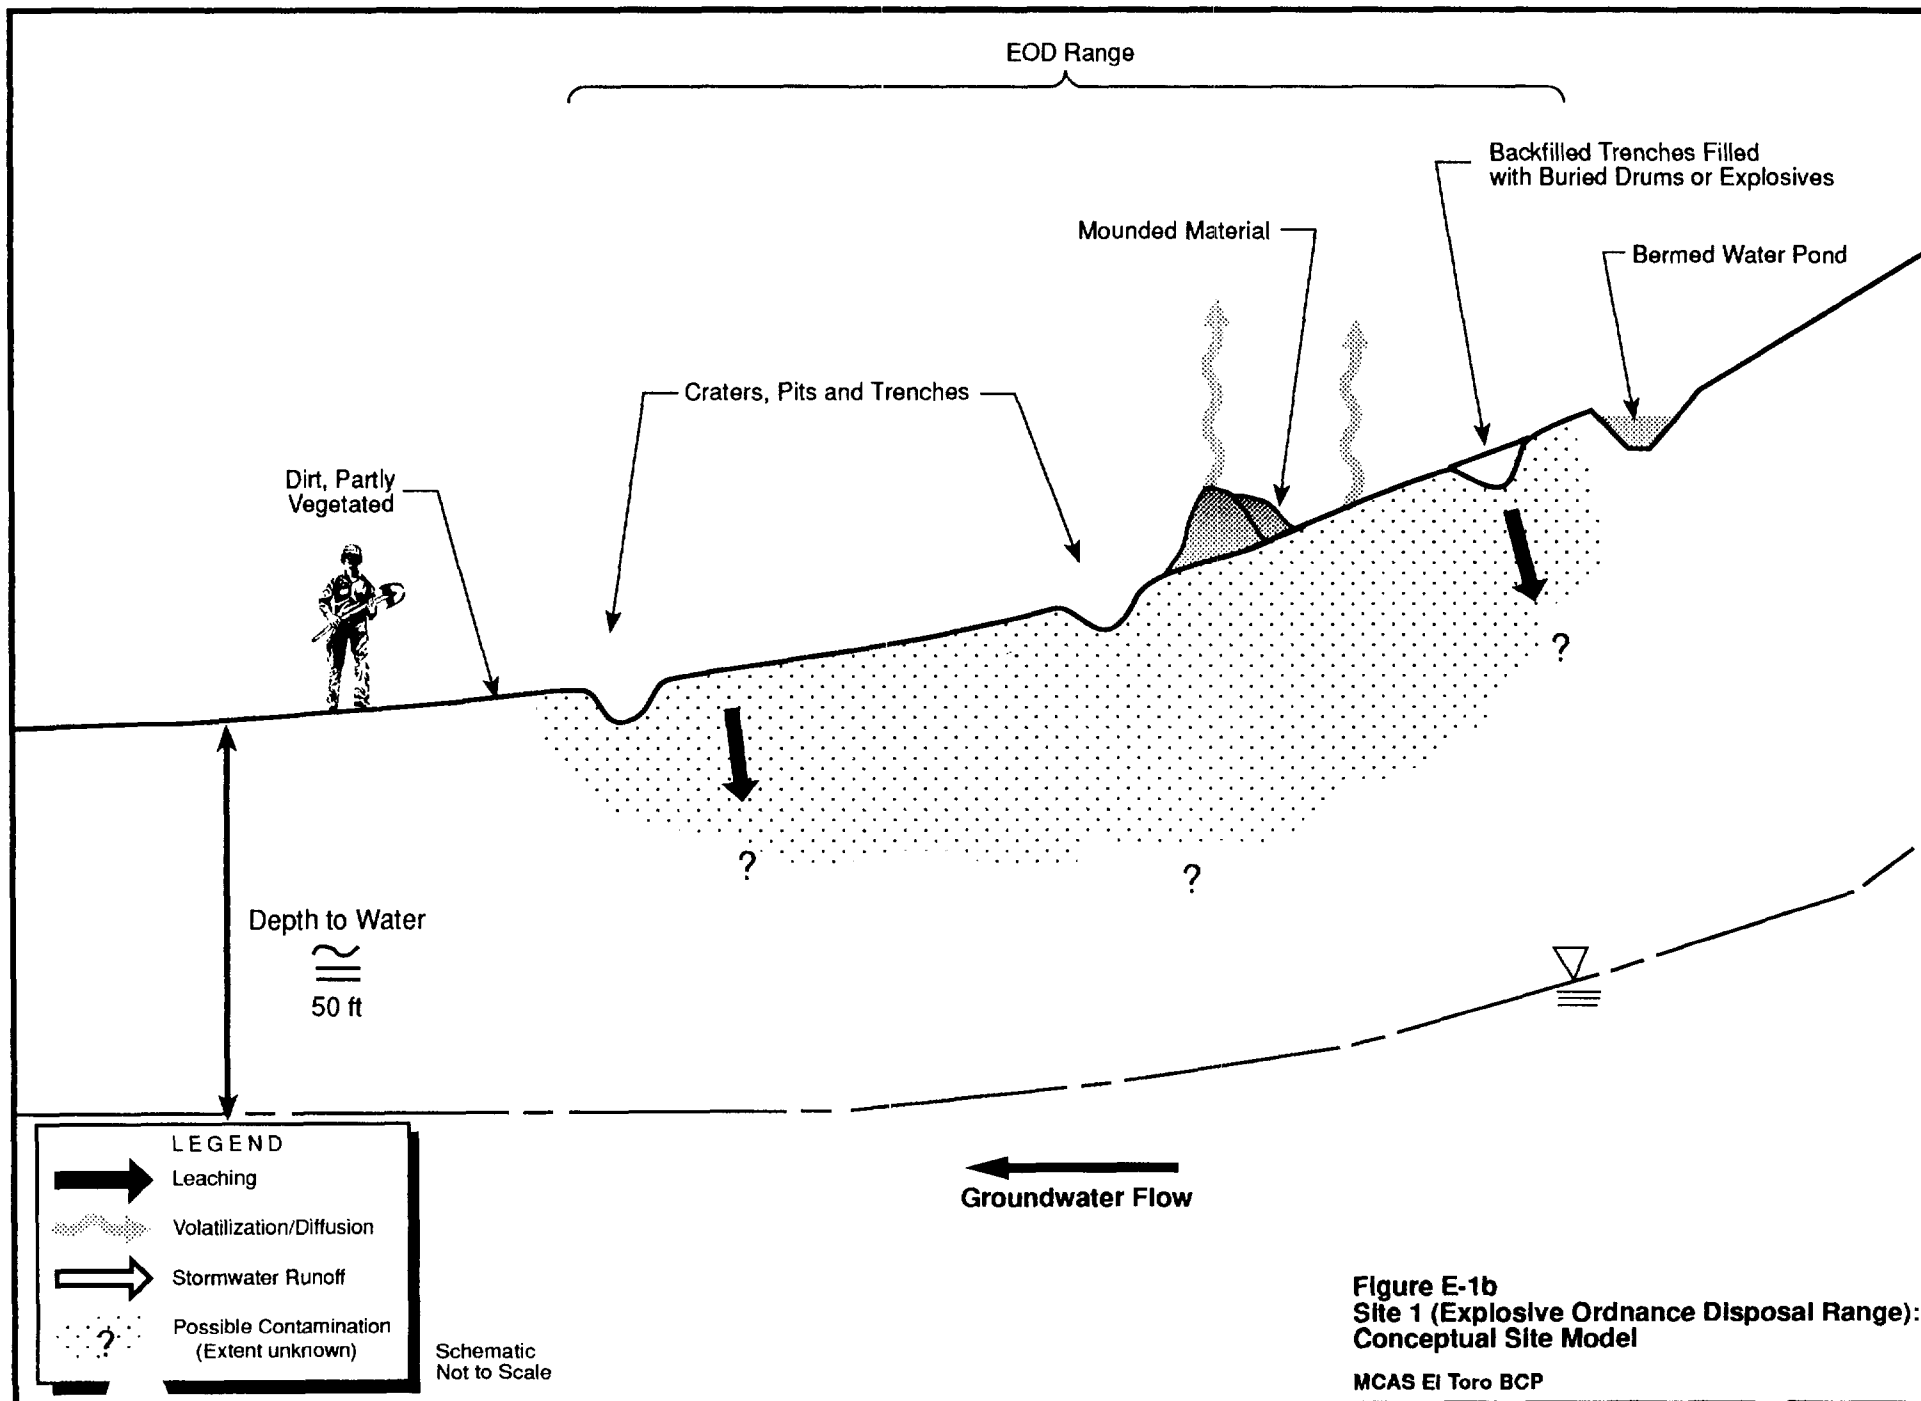 EOD Range
Backfilled Trenches Filled
with Buried Drums or Explosives
Mounded Material
Bermed Water Pond
Craters, Pits and Trenches
Dirt, Partly
Vegetated
?
?
?
Depth to Water
≅
50 ft
LEGEND
Leaching
Volatilization/Diffusion
Stormwater Runoff
?
Possible Contamination
(Extent unknown)
Schematic
Not to Scale
Groundwater Flow
Figure E-1b
Site 1 (Explosive Ordnance Disposal Range):
Conceptual Site Model
MCAS El Toro BCP